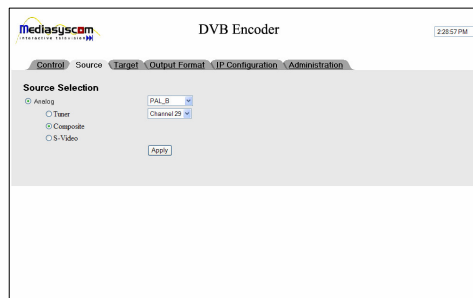 Mediasyscom
interactive television
DVB Encoder
2:28:57 PM
Control Source Target Output Format IP Configuration Administration
Source Selection
Analog PAL_B
Tuner Channel 29
Composite
S-Video
Apply